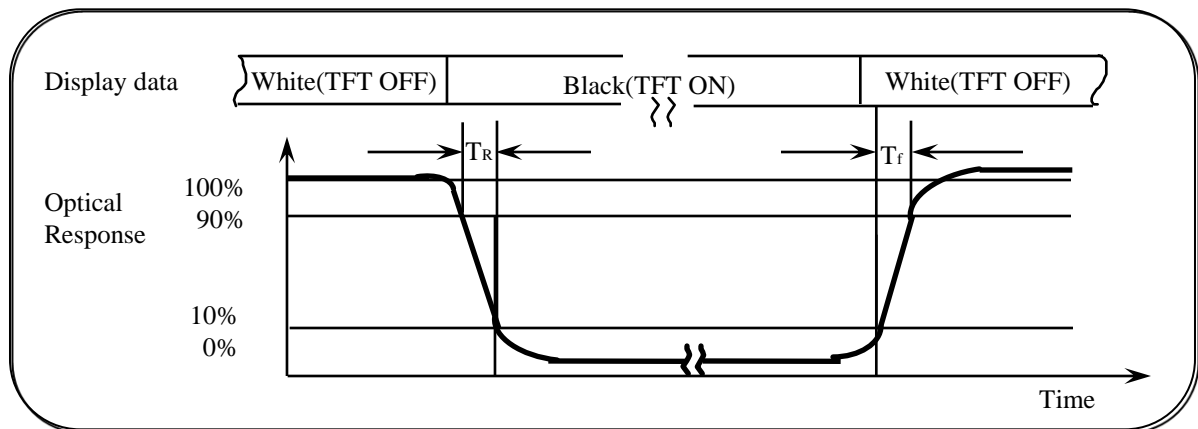 Display data
White(TFT OFF)
Black(TFT ON)
White(TFT OFF)
TR
Tf
Optical
Response
100%
90%
10%
0%
Time